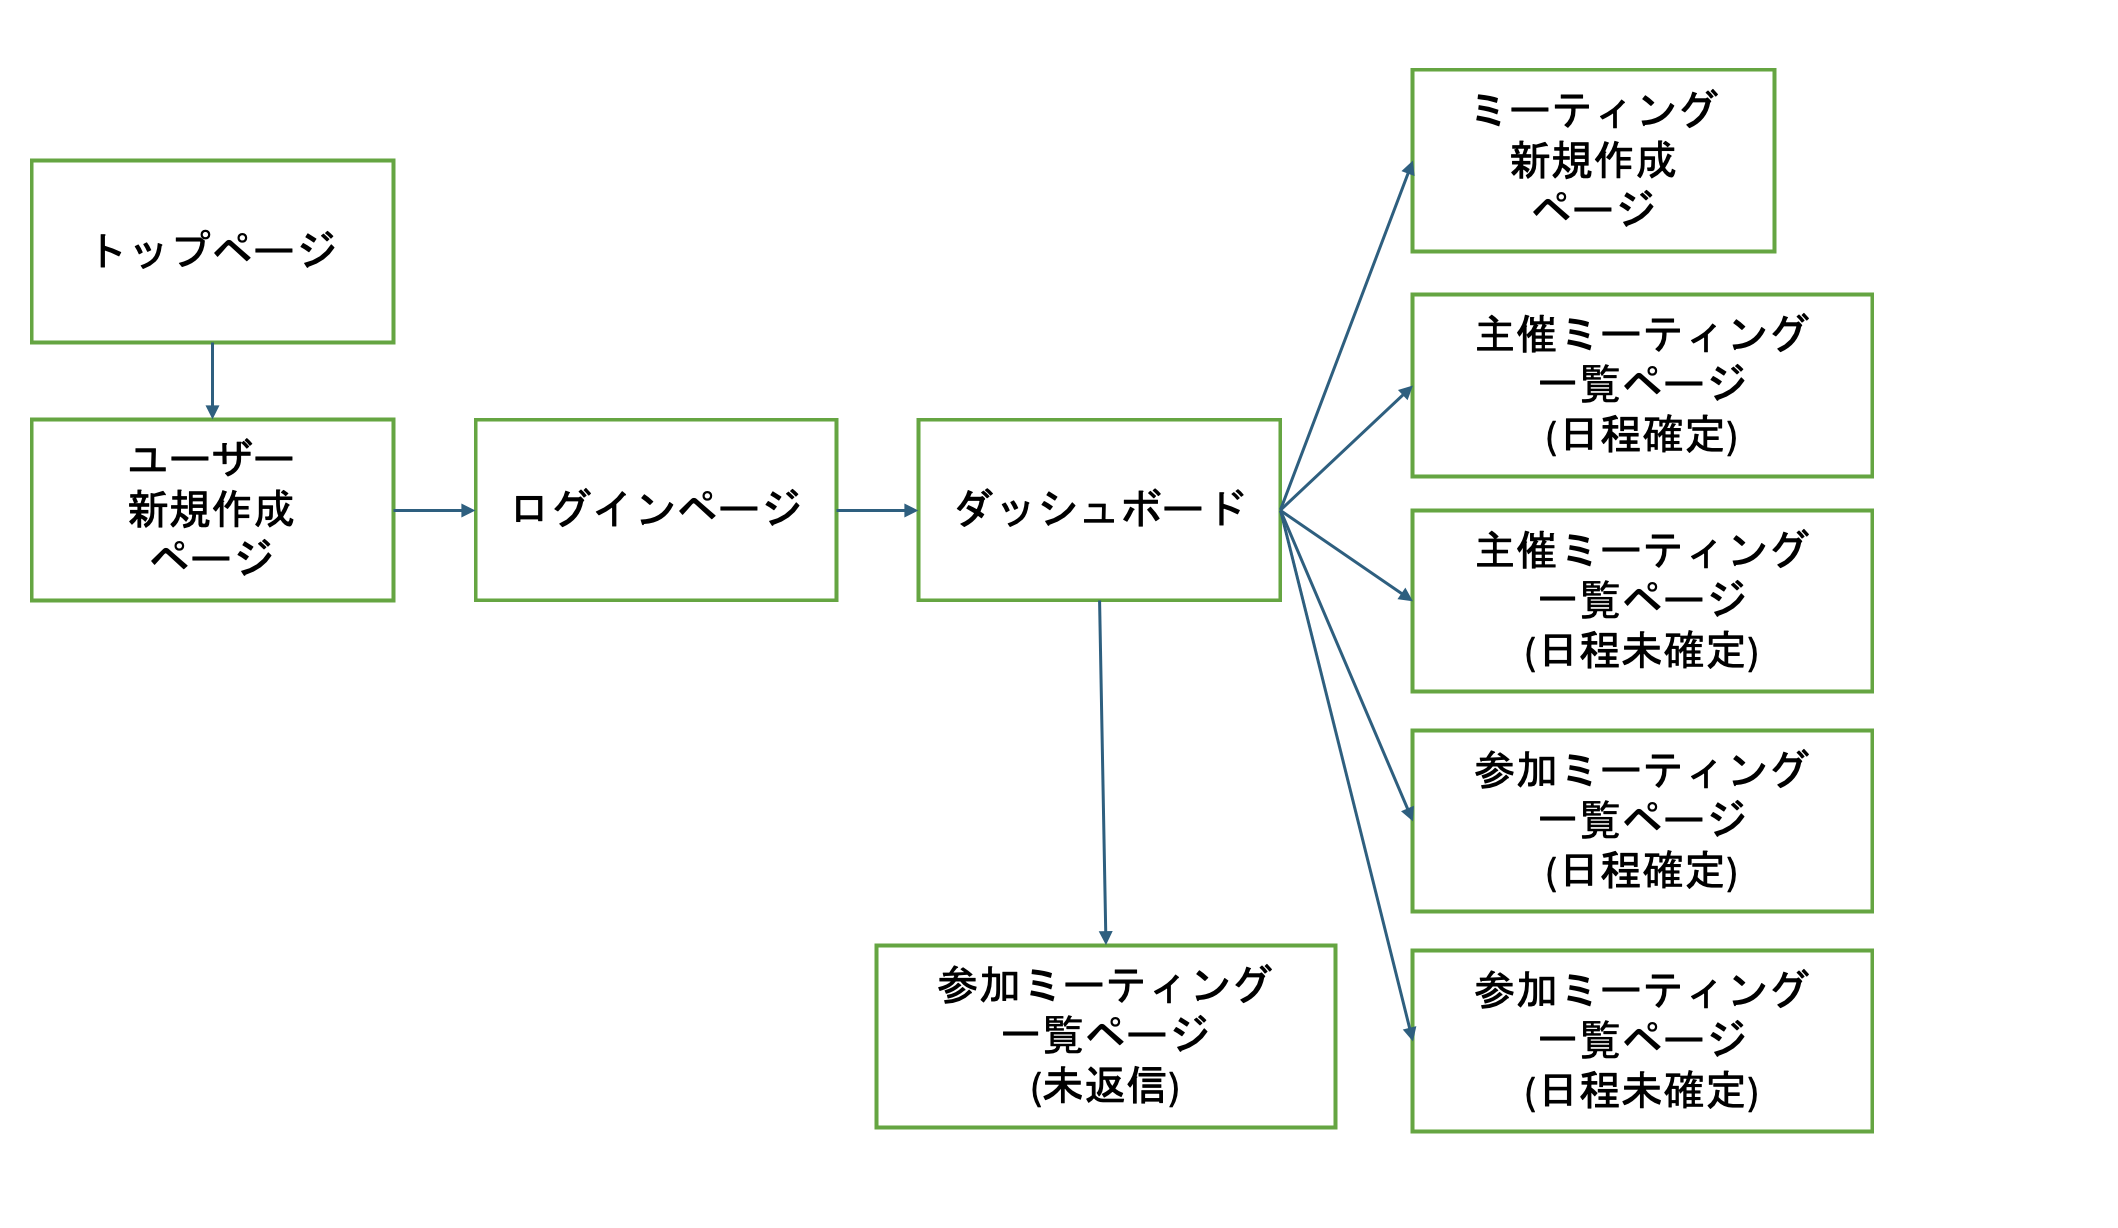 トップページ
ユーザー
新規作成
ページ
ログインページ
ダッシュボード
ミーティング
新規作成
ページ
主催ミーティング
一覧ページ
(日程確定)
主催ミーティング
一覧ページ
(日程未確定)
参加ミーティング
一覧ページ
(日程確定)
参加ミーティング
一覧ページ
(日程未確定)
参加ミーティング
一覧ページ
(未返信)